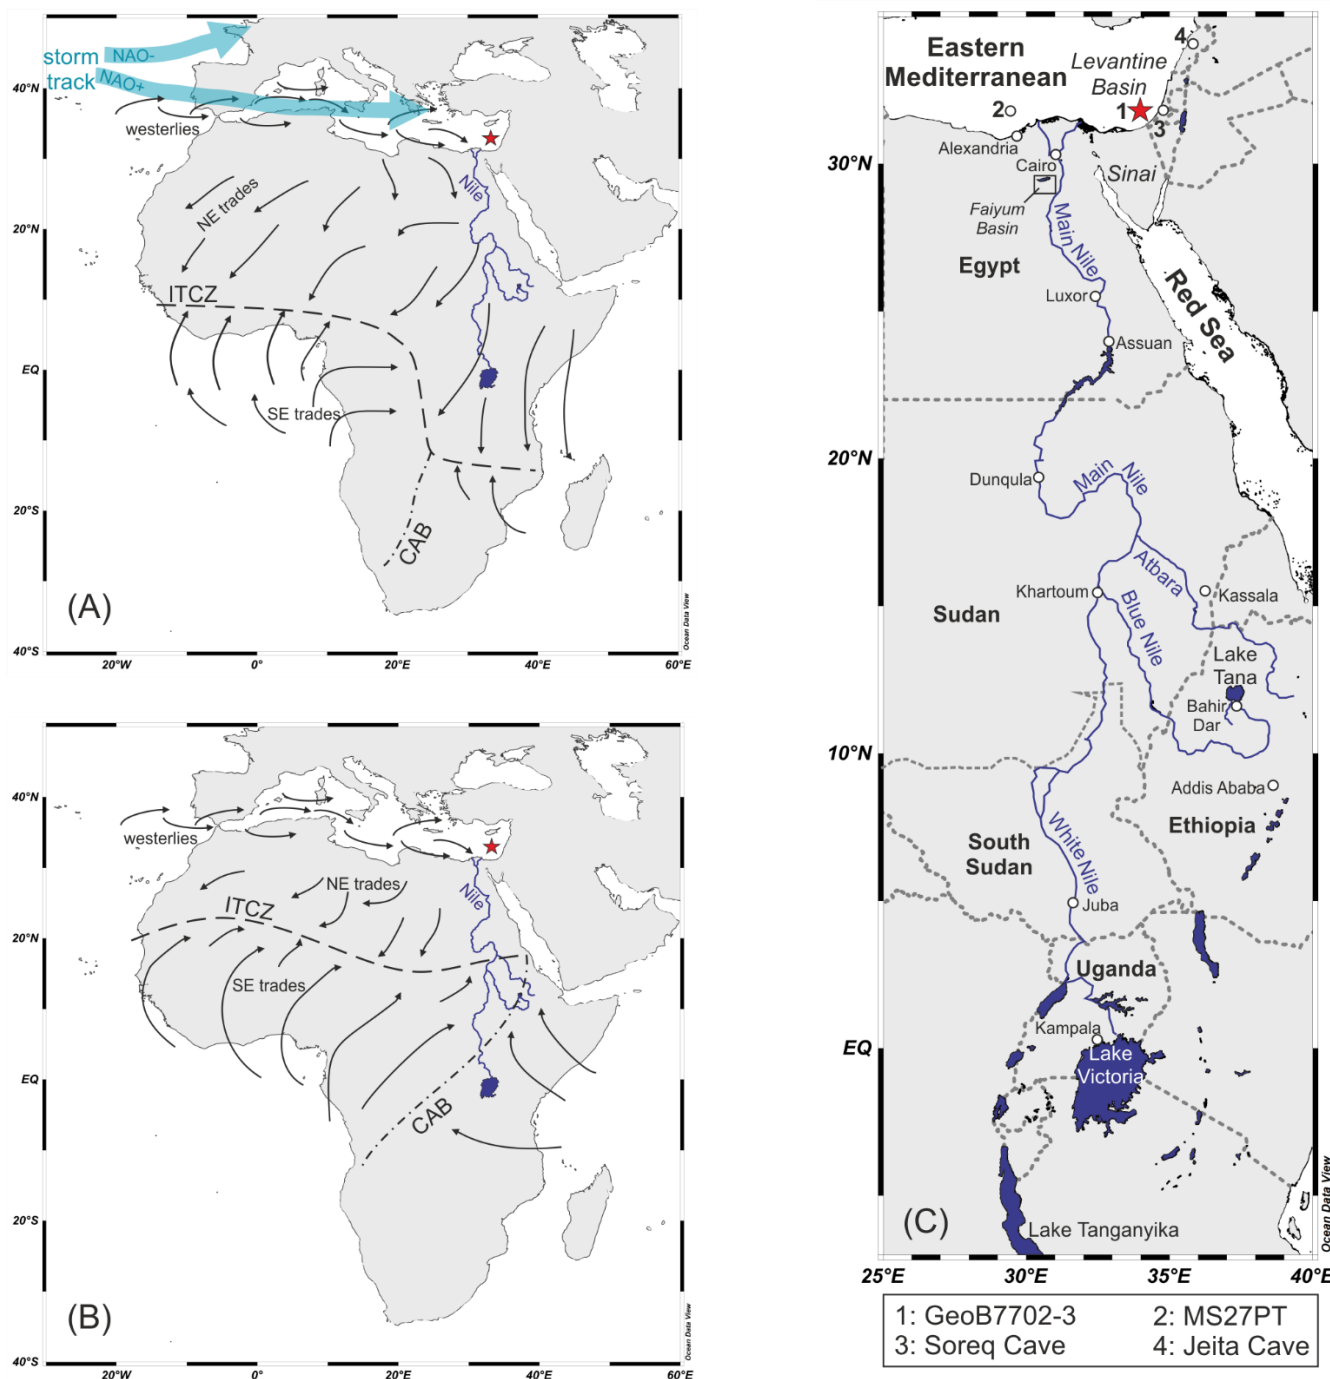 storm
track
NAO-
NAO+
westerlies
NE trades
Nile
ITCZ
SE trades
CAB
(A)
40°N
20°N
EQ
20°S
40°S
20°W
0°
20°E
40°E
60°E
Ocean Data View
westerlies
NE trades
Nile
ITCZ
SE trades
CAB
(B)
40°N
20°N
EQ
20°S
40°S
20°W
0°
20°E
40°E
60°E
Ocean Data View
Eastern
Mediterranean
Levantine
Basin
4
2
1
3
Alexandria
Cairo
Sinai
Faiyum
Basin
Main Nile
Egypt
Luxor
Red Sea
Assuan
Dunqula
Main Nile
Atbara
Khartoum
Kassala
Blue Nile
Sudan
Lake
Tana
Bahir
Dar
Addis Ababa
Ethiopia
South
Sudan
White Nile
Juba
Uganda
Kampala
Lake
Victoria
(C)
Lake Tanganyika
30°N
20°N
10°N
EQ
25°E
30°E
35°E
40°E
Ocean Data View
1: GeoB7702-3
2: MS27PT
3: Soreq Cave
4: Jeita Cave